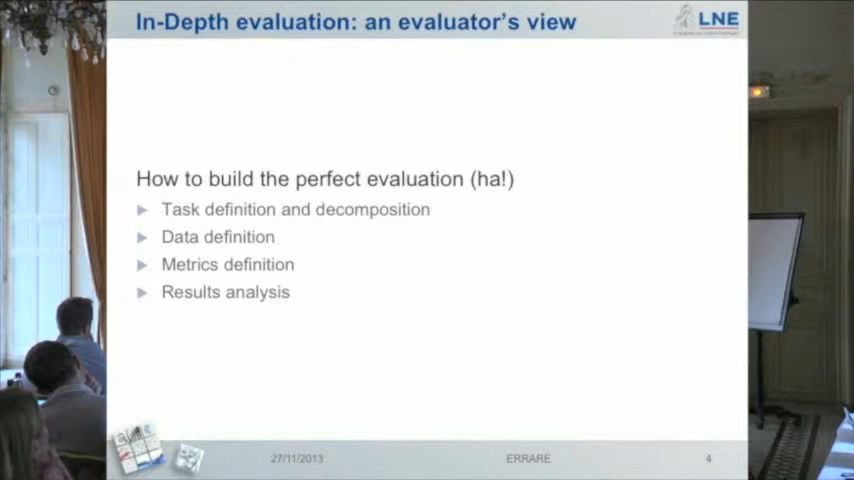 In-Depth evaluation: an evaluator's view
LNE
How to build the perfect evaluation (ha!)
Task definition and decomposition
Data definition
Metrics definition
Results analysis
27/11/2013
ERRARE
4